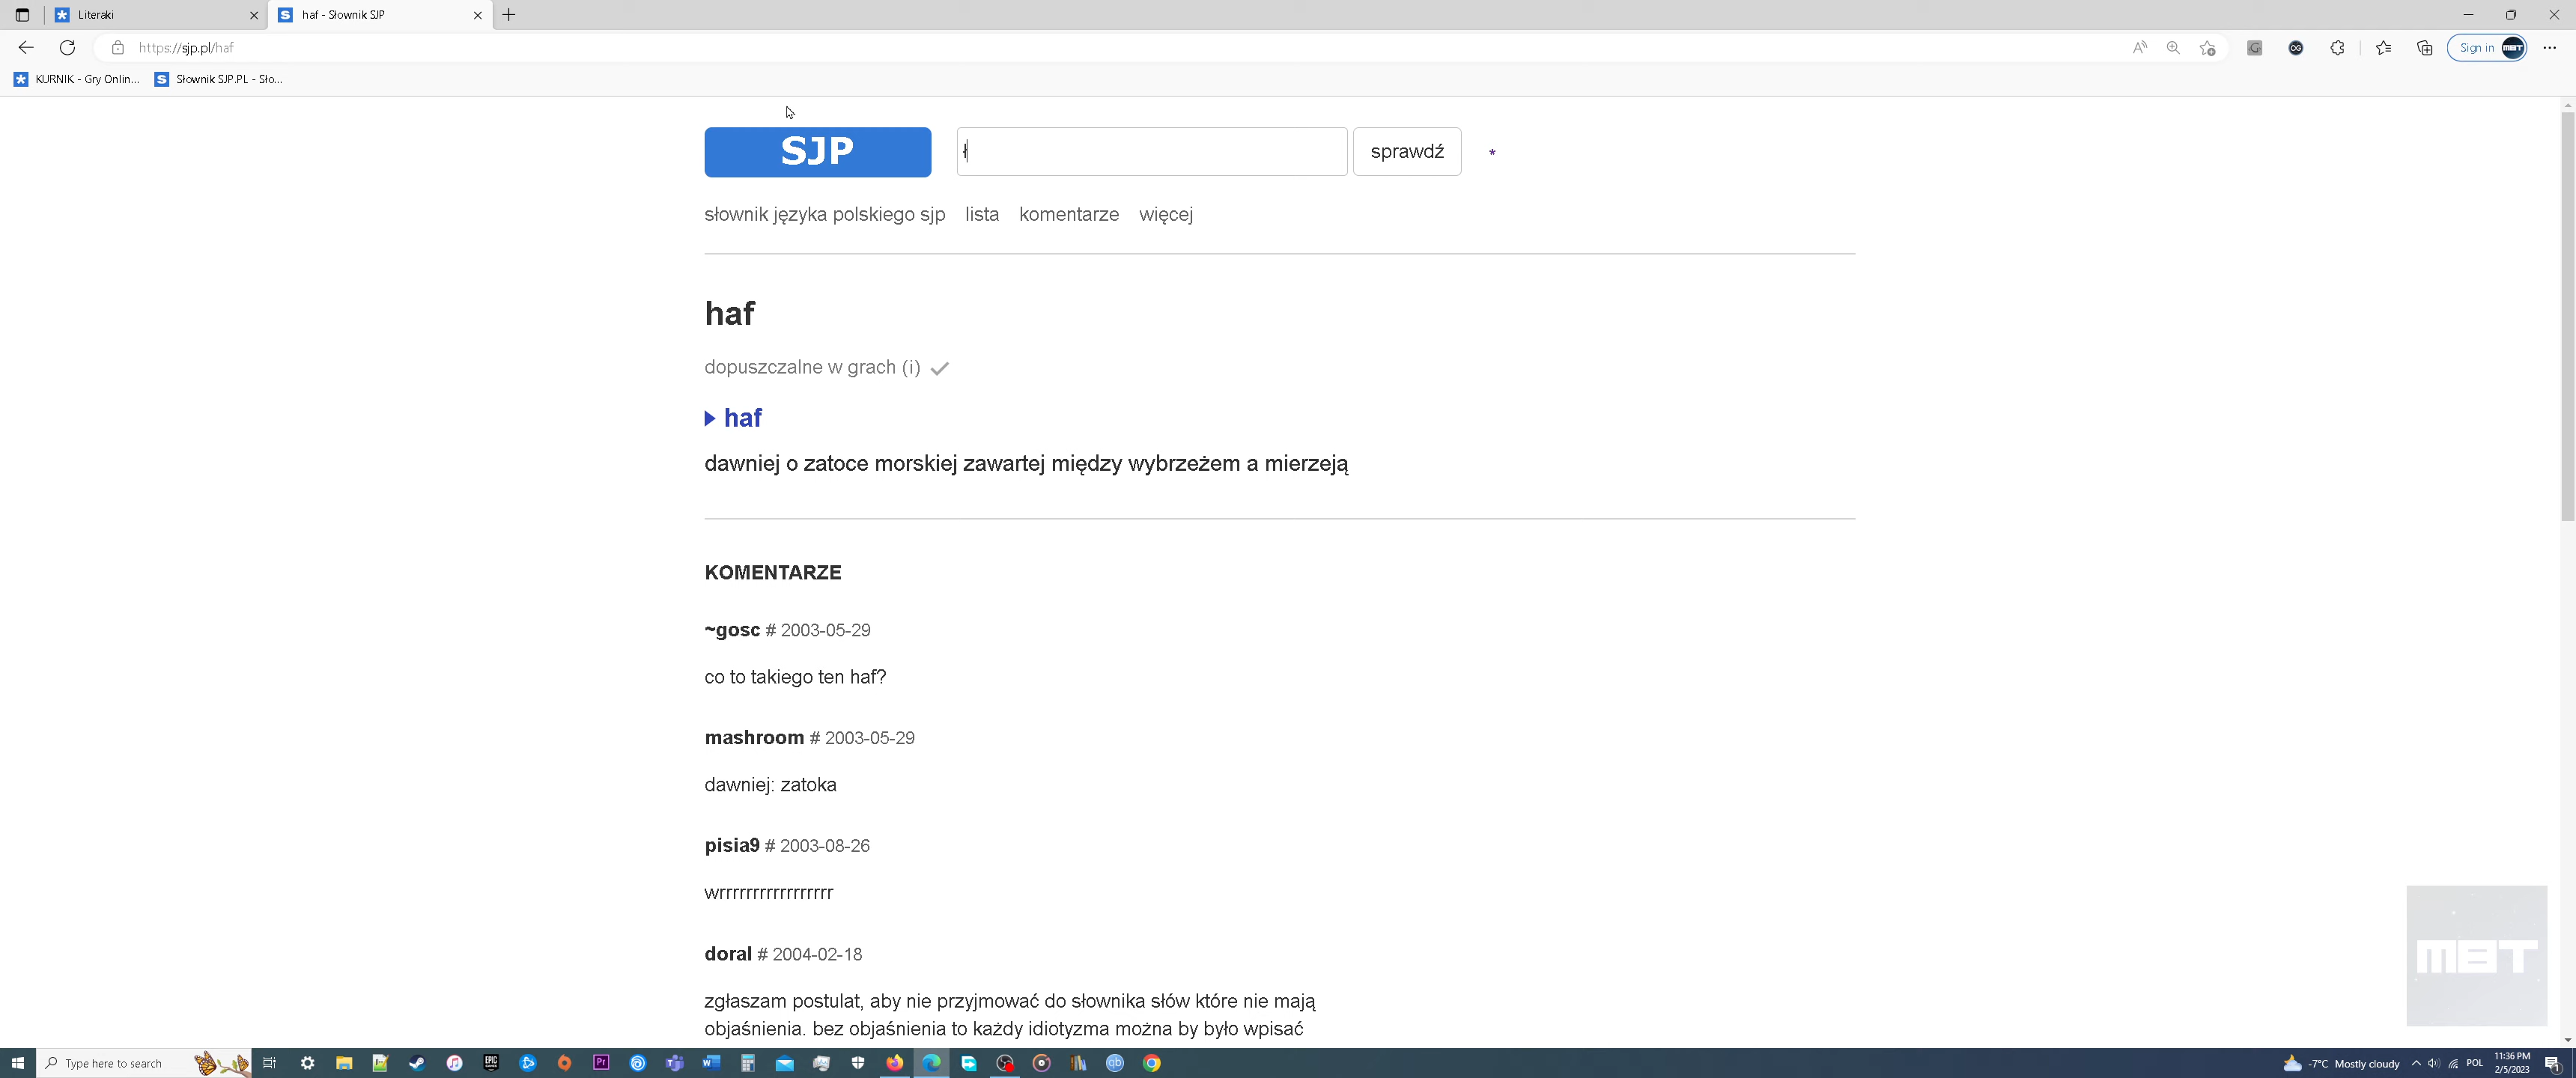 Literaki
haf - Słownik SJP
https://sjp.pl/haf
Sign in
KURNIK - Gry Onlin...
Słownik SJP.PL - Sło...
SJP
ł
sprawdź
*
słownik języka polskiego sjp lista komentarze więcej
haf
dopuszczalne w grach (i)
haf
dawniej o zatoce morskiej zawartej między wybrzeżem a mierzeją
KOMENTARZE
~gosc # 2003-05-29
co to takiego ten haf?
mashroom # 2003-05-29
dawniej: zatoka
pisia9 # 2003-08-26
wrrrrrrrrrrrrrrrrr
doral # 2004-02-18
zgłaszam postulat, aby nie przyjmować do słownika słów które nie mają
objaśnienia. bez objaśnienia to każdy idiotyzma można by było wpisać
MBT
Type here to search
-7°C Mostly cloudy
POL
11:36 PM
2/5/2023